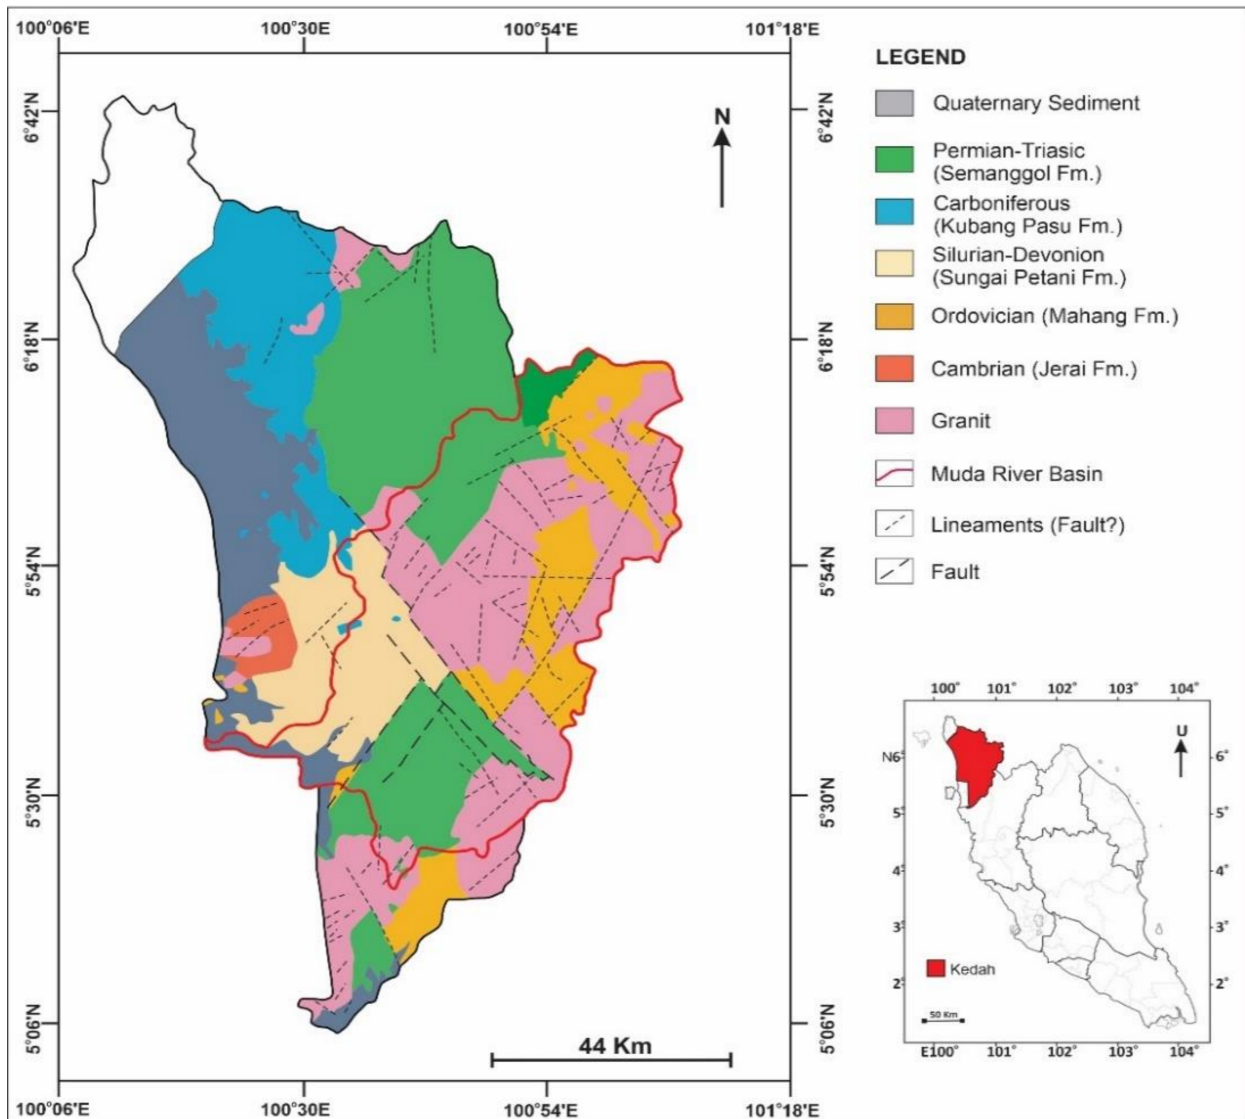 100°06'E 100°30'E 100°54'E 101°18'E
6°42'N 6°42'N
6°18'N 6°18'N
5°54'N 5°54'N
5°30'N 5°30'N
5°06'N 5°06'N
N
44 Km
100°06'E 100°30'E 100°54'E 101°18'E
LEGEND
Quaternary Sediment
Permian-Triasic
(Semanggol Fm.)
Carboniferous
(Kubang Pasu Fm.)
Silurian-Devonion
(Sungai Petani Fm.)
Ordovician (Mahang Fm.)
Cambrian (Jerai Fm.)
Granit
Muda River Basin
Lineaments (Fault?)
Fault
100° 101° 102° 103° 104°
U
N6° 6°
5° 5°
4° 4°
3° 3°
2° 2°
Kedah
50 Km
E100° 101° 102° 103° 104°